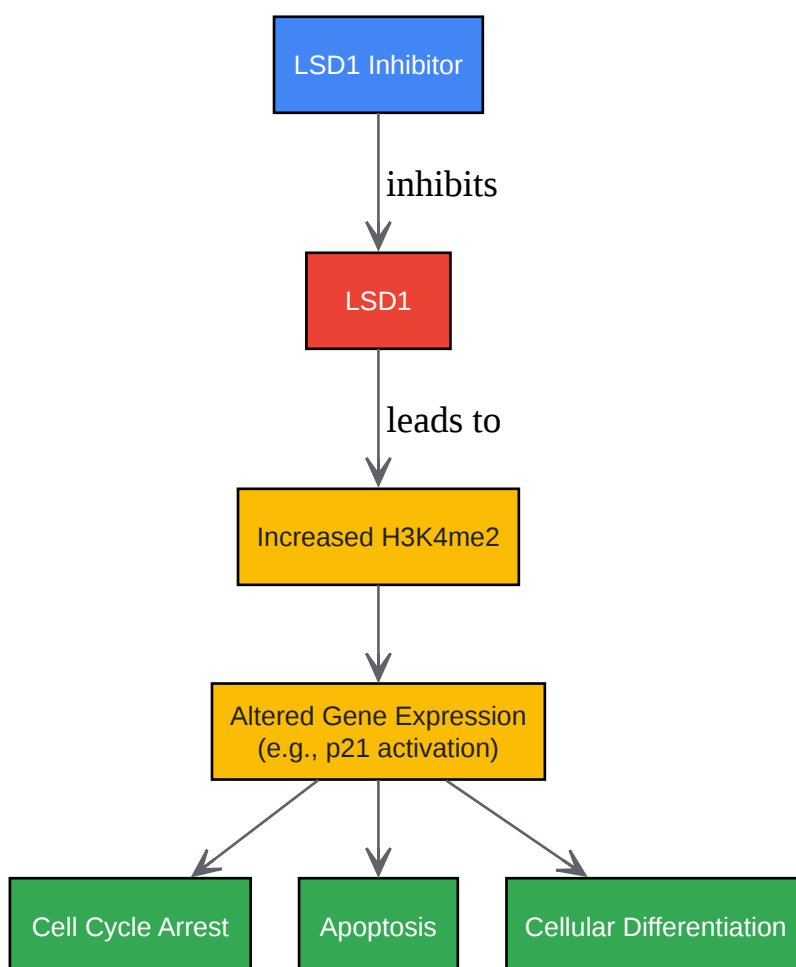 LSD1 Inhibitor
inhibits
LSD1
leads to
Increased H3K4me2
Altered Gene Expression
(e.g., p21 activation)
Cell Cycle Arrest
Apoptosis
Cellular Differentiation